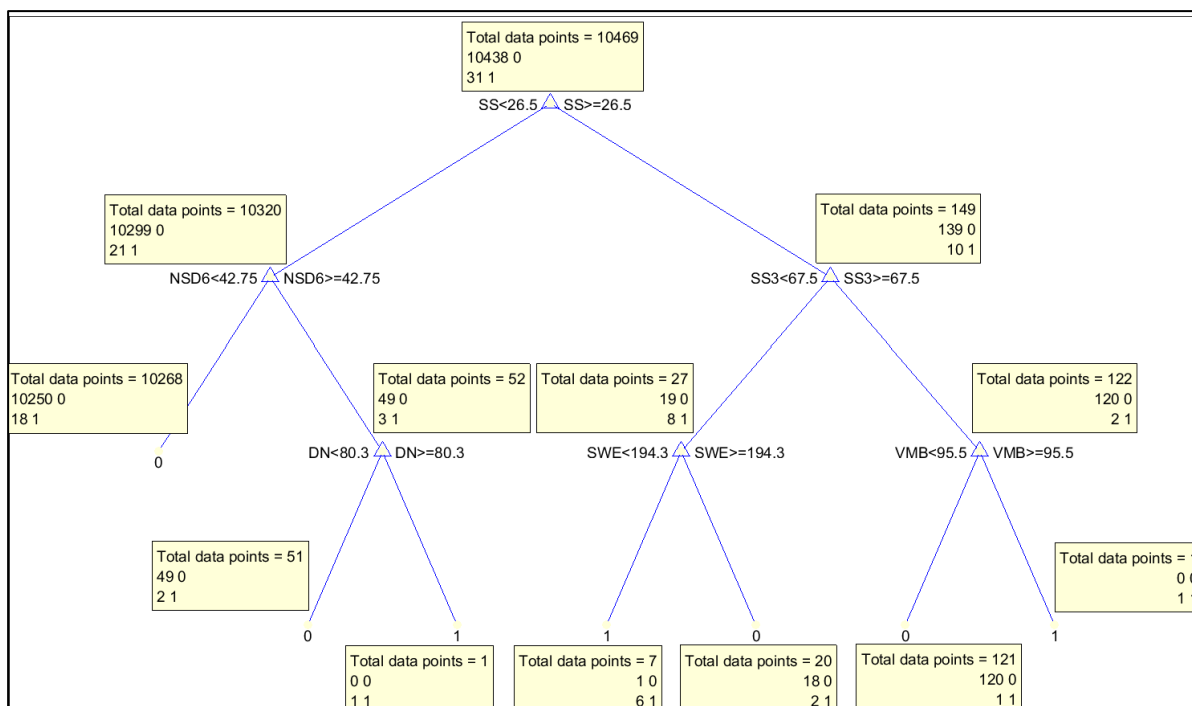 Total data points = 10469
10438 0
31 1
SS<26.5 SS>=26.5
Total data points = 10320
10299 0
21 1
Total data points = 149
139 0
10 1
NSD6<42.75 NSD6>=42.75
SS3<67.5 SS3>=67.5
Total data points = 10268
10250 0
18 1
Total data points = 52
49 0
3 1
Total data points = 27
19 0
8 1
Total data points = 122
120 0
2 1
0
DN<80.3 DN>=80.3
SWE<194.3 SWE>=194.3
VMB<95.5 VMB>=95.5
Total data points = 51
49 0
2 1
Total data points = 1
0 0
1 1
0
1
1
0
0
1
Total data points = 1
0 0
1 1
Total data points = 7
1 0
6 1
Total data points = 20
18 0
2 1
Total data points = 121
120 0
1 1